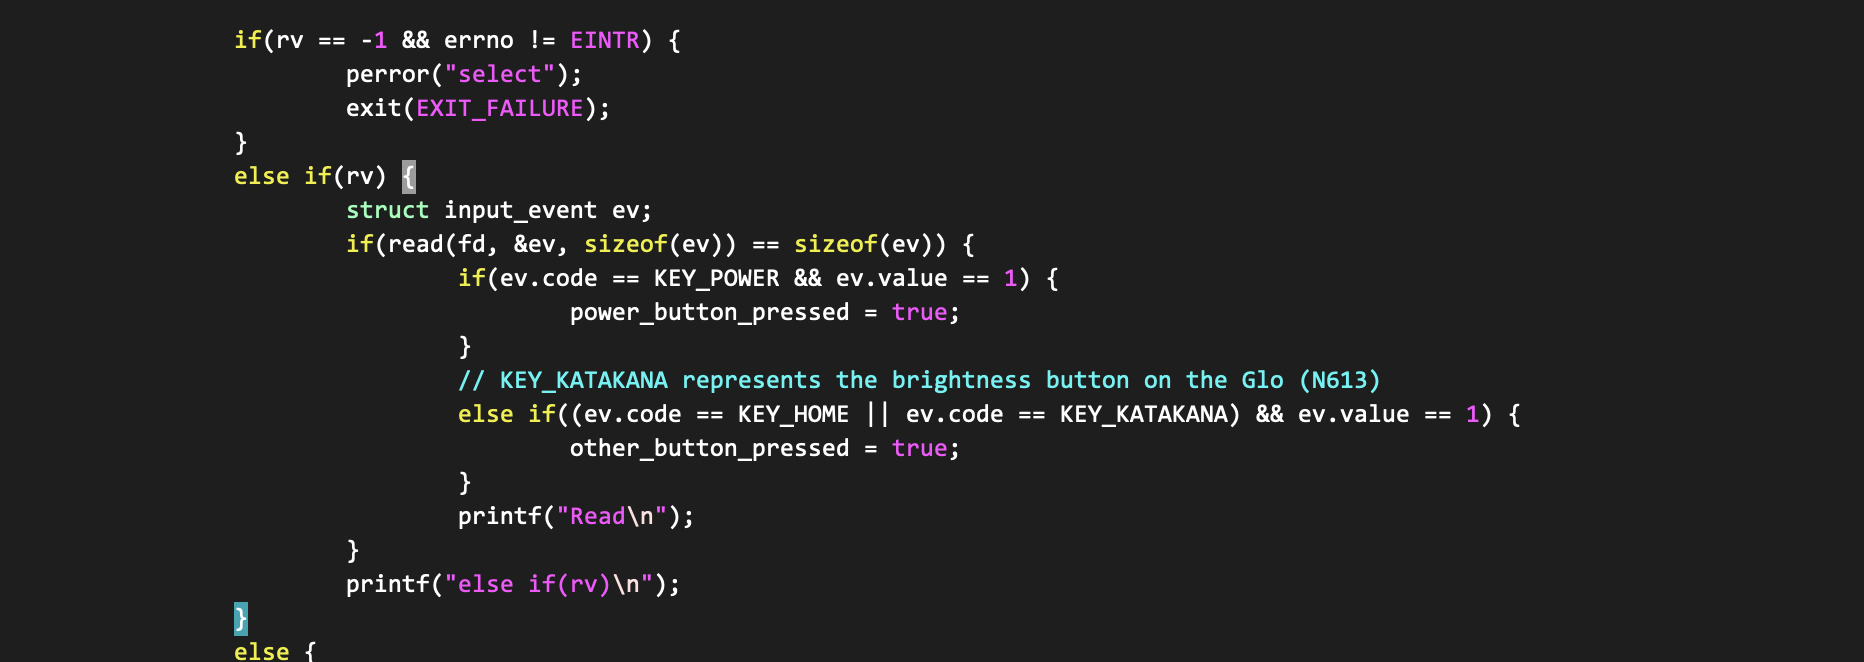 if(rv == -1 && errno != EINTR) {
        perror("select");
        exit(EXIT_FAILURE);
}
else if(rv) {
        struct input_event ev;
        if(read(fd, &ev, sizeof(ev)) == sizeof(ev)) {
                if(ev.code == KEY_POWER && ev.value == 1) {
                        power_button_pressed = true;
                }
                // KEY_KATAKANA represents the brightness button on the Glo (N613)
                else if((ev.code == KEY_HOME || ev.code == KEY_KATAKANA) && ev.value == 1) {
                        other_button_pressed = true;
                }
                printf("Read\n");
        }
        printf("else if(rv)\n");
}
else {